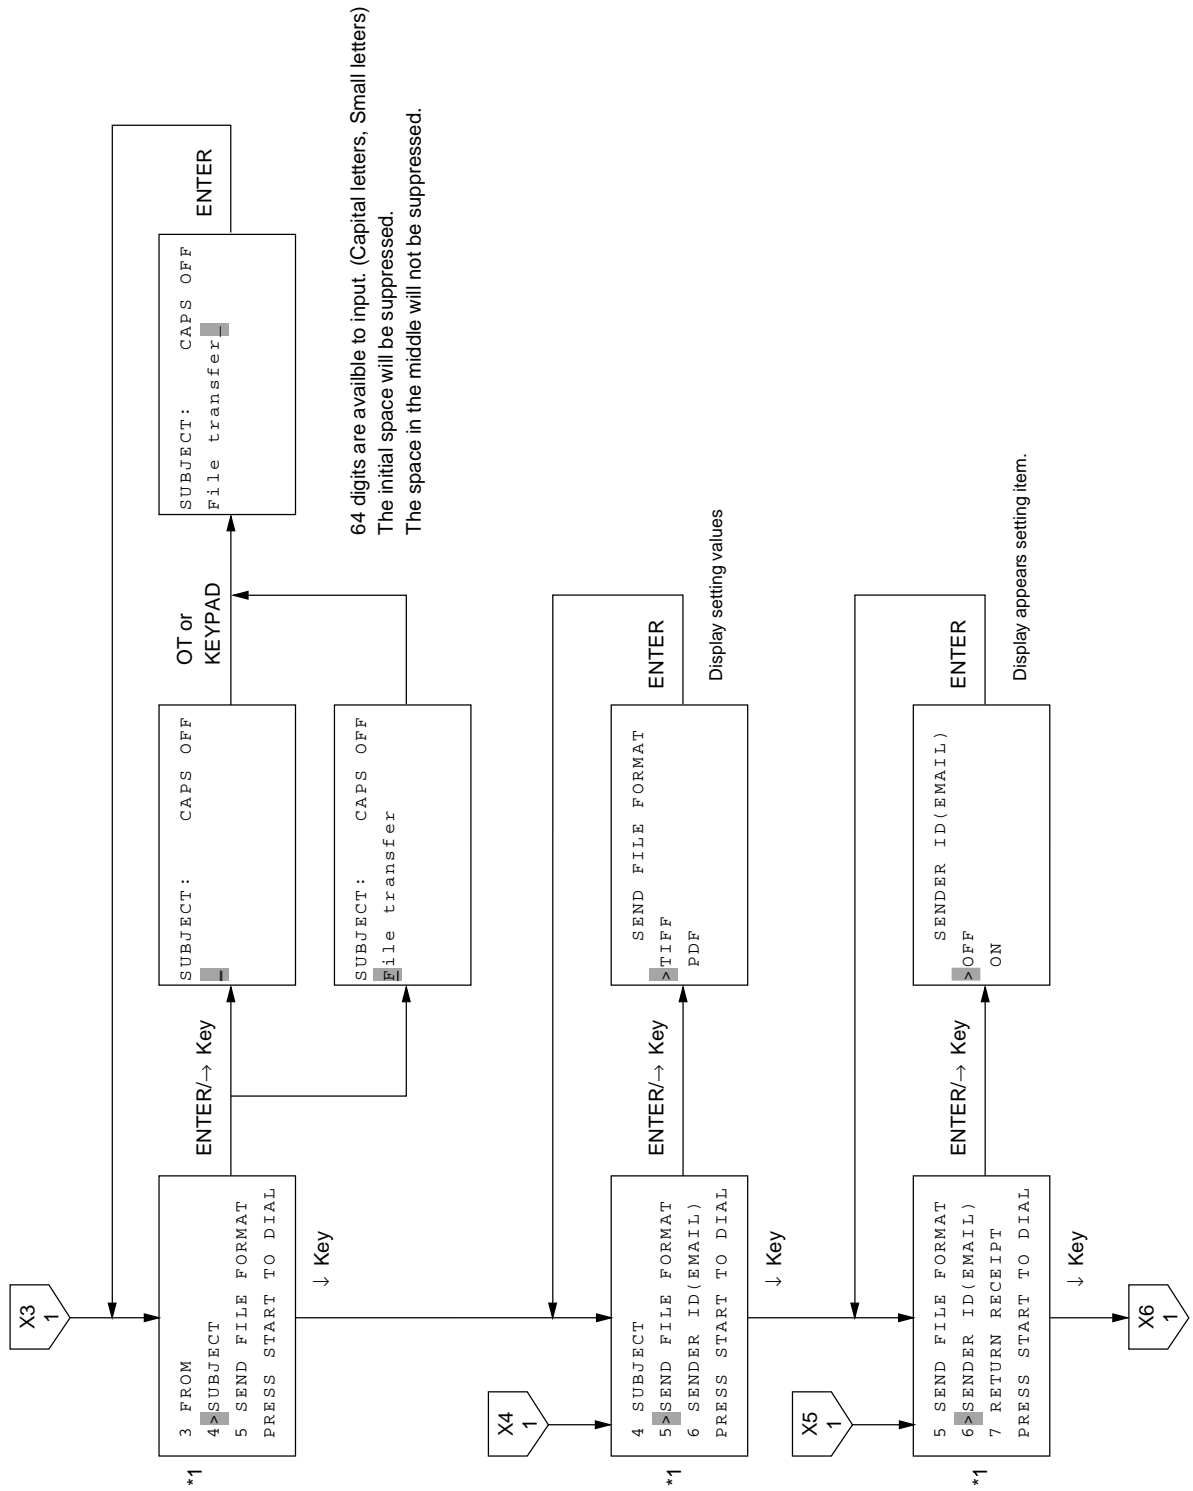 X3
1
*1
3 FROM
4>SUBJECT
5 SEND FILE FORMAT
PRESS START TO DIAL
ENTER/→ Key
↓ Key
SUBJECT: CAPS OFF
_
SUBJECT: CAPS OFF
File transfer
OT or
KEYPAD
SUBJECT: CAPS OFF
File transfer_
ENTER
64 digits are availble to input. (Capital letters, Small letters)
The initial space will be suppressed.
The space in the middle will not be suppressed.
X4
1
*1
4 SUBJECT
5>SEND FILE FORMAT
6 SENDER ID(EMAIL)
PRESS START TO DIAL
ENTER/→ Key
↓ Key
SEND FILE FORMAT
>TIFF
PDF
ENTER
Display setting values
X5
1
*1
5 SEND FILE FORMAT
6>SENDER ID(EMAIL)
7 RETURN RECEIPT
PRESS START TO DIAL
ENTER/→ Key
↓ Key
SENDER ID(EMAIL)
>OFF
ON
ENTER
Display appears setting item.
X6
1